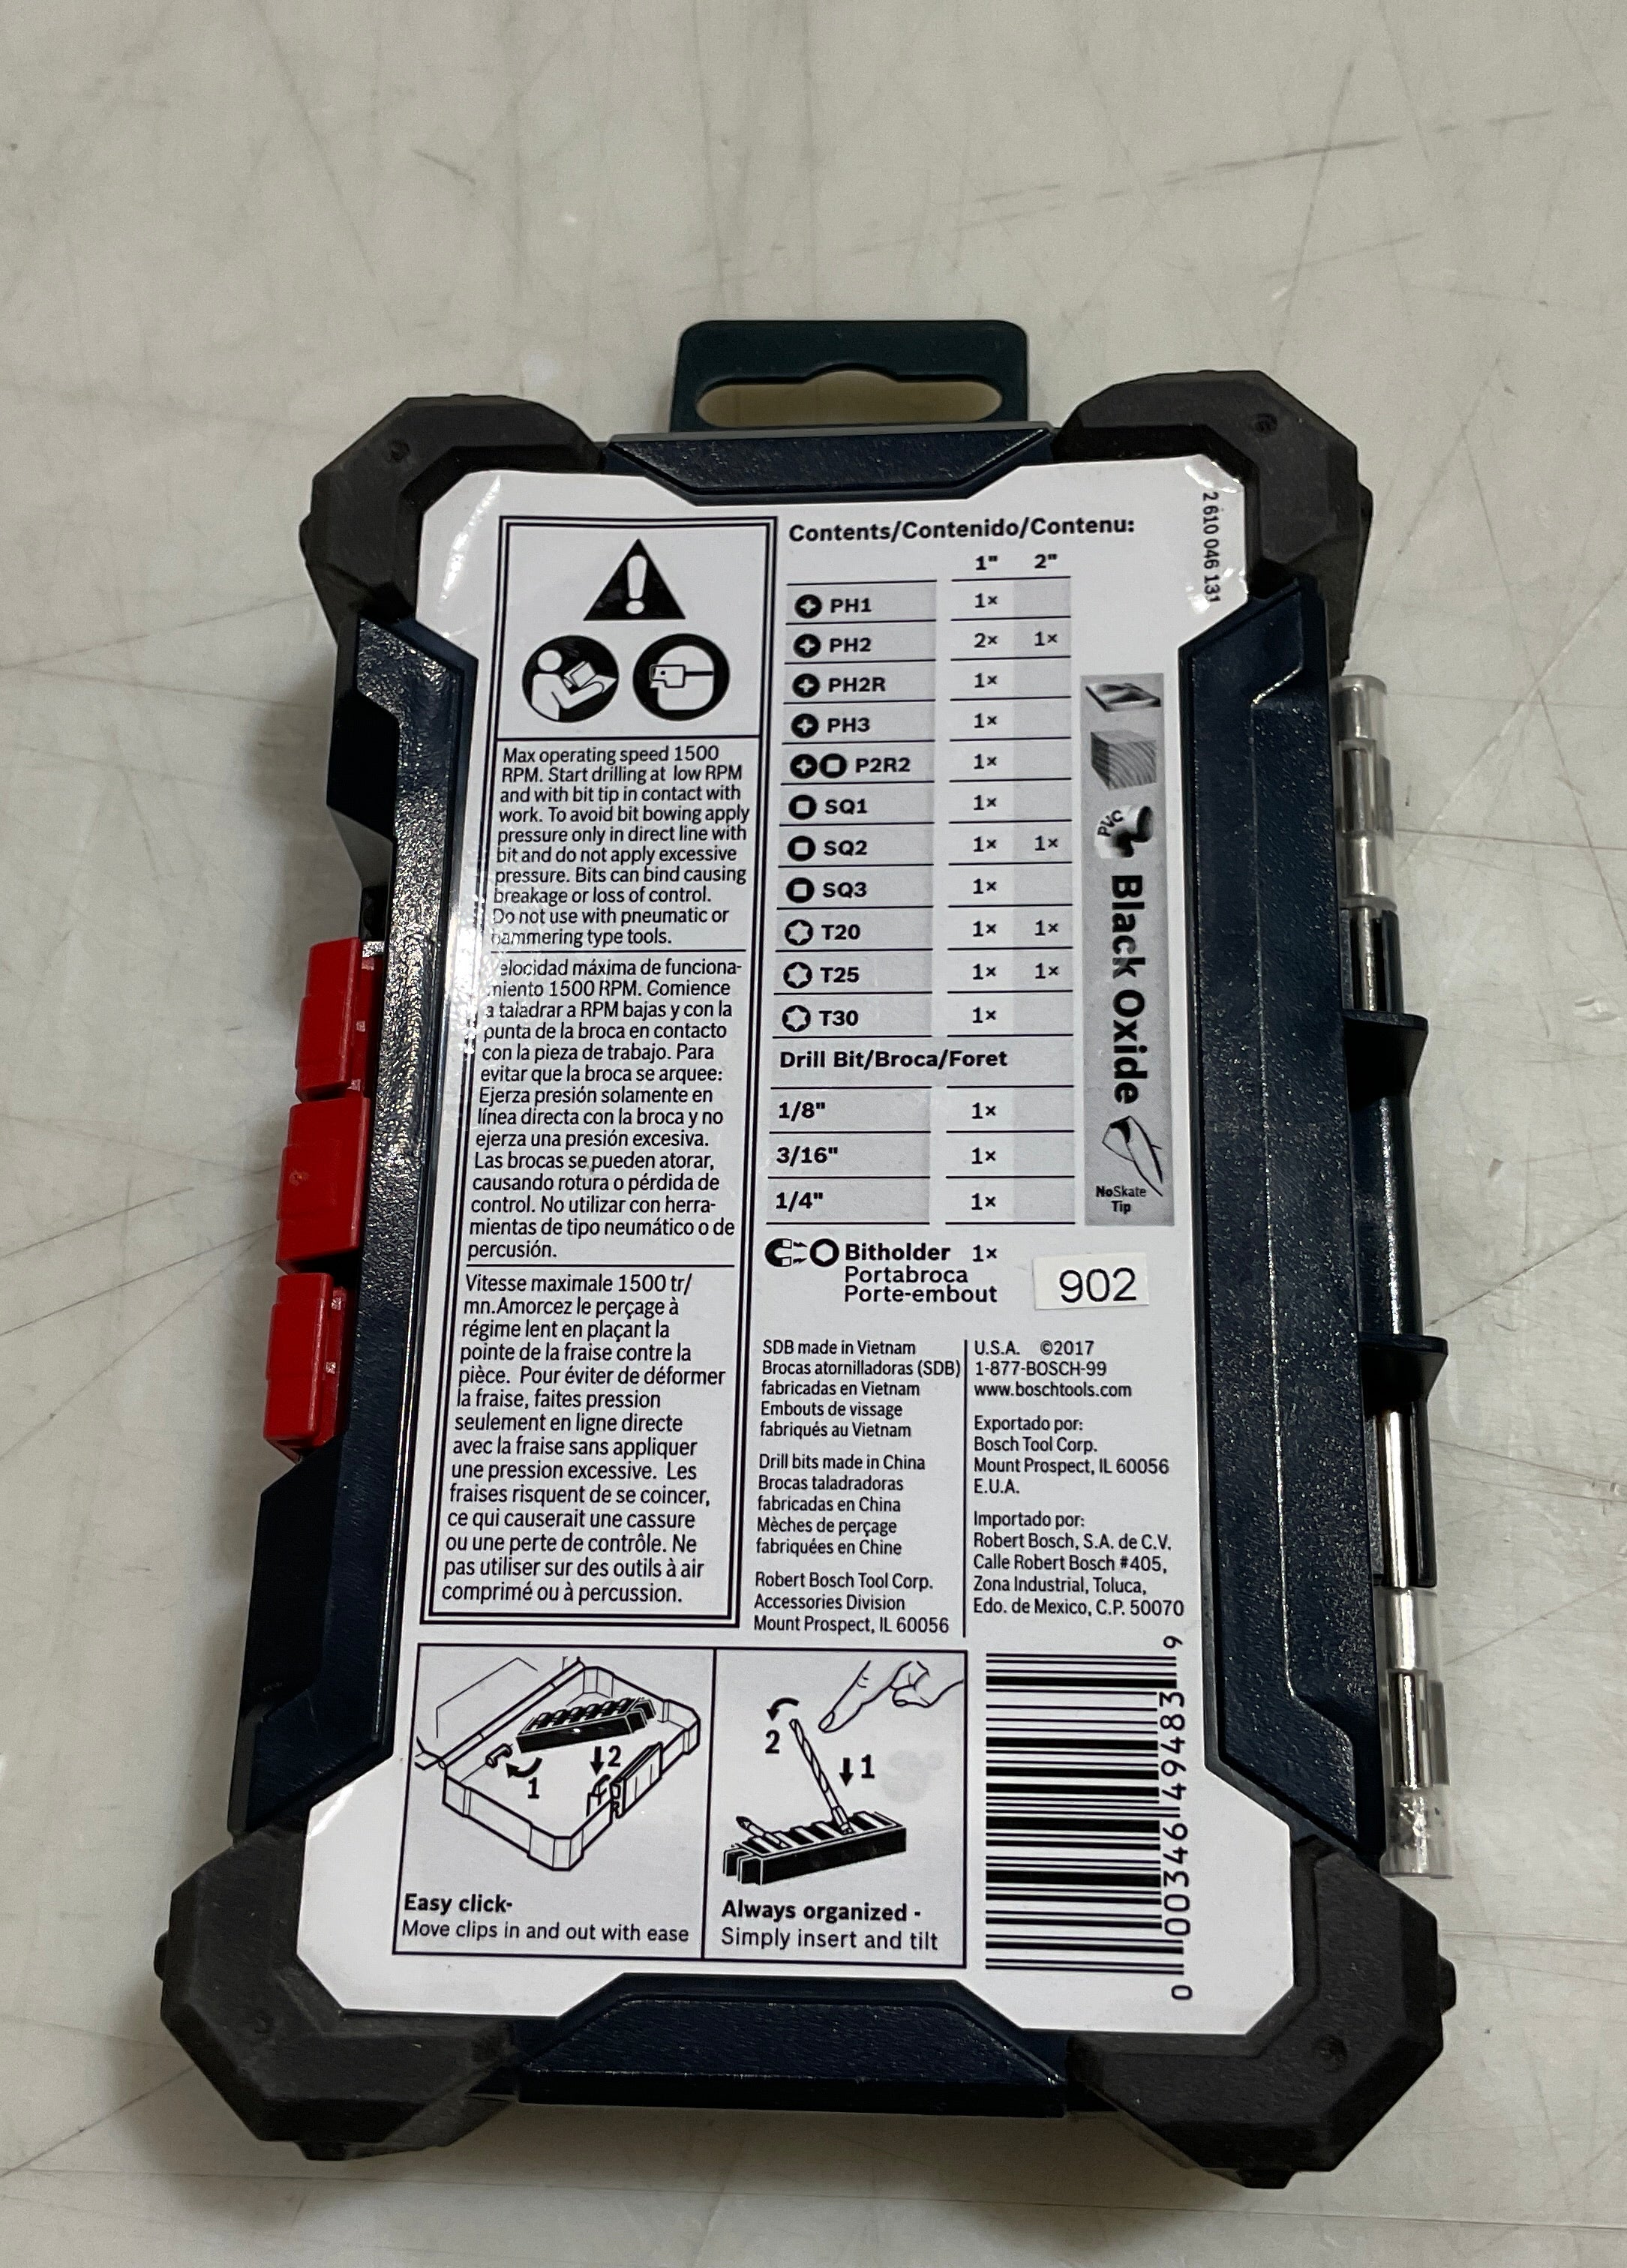 2 610 046 131
Max operating speed 1500
RPM. Start drilling at low RPM
and with bit tip in contact with
work. To avoid bit bowing apply
pressure only in direct line with
bit and do not apply excessive
pressure. Bits can bind causing
breakage or loss of control.
Do not use with pneumatic or
hammering type tools.
Velocidad máxima de funciona-
miento 1500 RPM. Comience
a taladrar a RPM bajas y con la
punta de la broca en contacto
con la pieza de trabajo. Para
evitar que la broca se arquee:
Ejerza presión solamente en
línea directa con la broca y no
ejerza una presión excesiva.
Las brocas se pueden atorar,
causando rotura o pérdida de
control. No utilizar con herra-
mientas de tipo neumático o de
percusión.
Vitesse maximale 1500 tr/
mn.Amorcez le perçage à
régime lent en plaçant la
pointe de la fraise contre la
pièce. Pour éviter de déformer
la fraise, faites pression
seulement en ligne directe
avec la fraise sans appliquer
une pression excessive. Les
fraises risquent de se coincer,
ce qui causerait une cassure
ou une perte de contrôle. Ne
pas utiliser sur des outils à air
comprimé ou à percussion.
Contents/Contenido/Contenu:
1" 2"
PH1 1×
PH2 2× 1×
PH2R 1×
PH3 1×
P2R2 1×
SQ1 1×
SQ2 1× 1×
SQ3 1×
T20 1× 1×
T25 1× 1×
T30 1×
Drill Bit/Broca/Foret
1/8" 1×
3/16" 1×
1/4" 1×
PVC
Black Oxide
NoSkate
Tip
Bitholder 1×
Portabroca
Porte-embout
902
SDB made in Vietnam
Brocas atornilladoras (SDB)
fabricadas en Vietnam
Embouts de vissage
fabriqués au Vietnam
Drill bits made in China
Brocas taladradoras
fabricadas en China
Mèches de perçage
fabriquées en Chine
Robert Bosch Tool Corp.
Accessories Division
Mount Prospect, IL 60056
U.S.A. ©2017
1-877-BOSCH-99
www.boschtools.com
Exportado por:
Bosch Tool Corp.
Mount Prospect, IL 60056
E.U.A.
Importado por:
Robert Bosch, S.A. de C.V.
Calle Robert Bosch #405,
Zona Industrial, Toluca,
Edo. de Mexico, C.P. 50070
1
2
Easy click-
Move clips in and out with ease
2
1
Always organized -
Simply insert and tilt
0 00346 49483 9